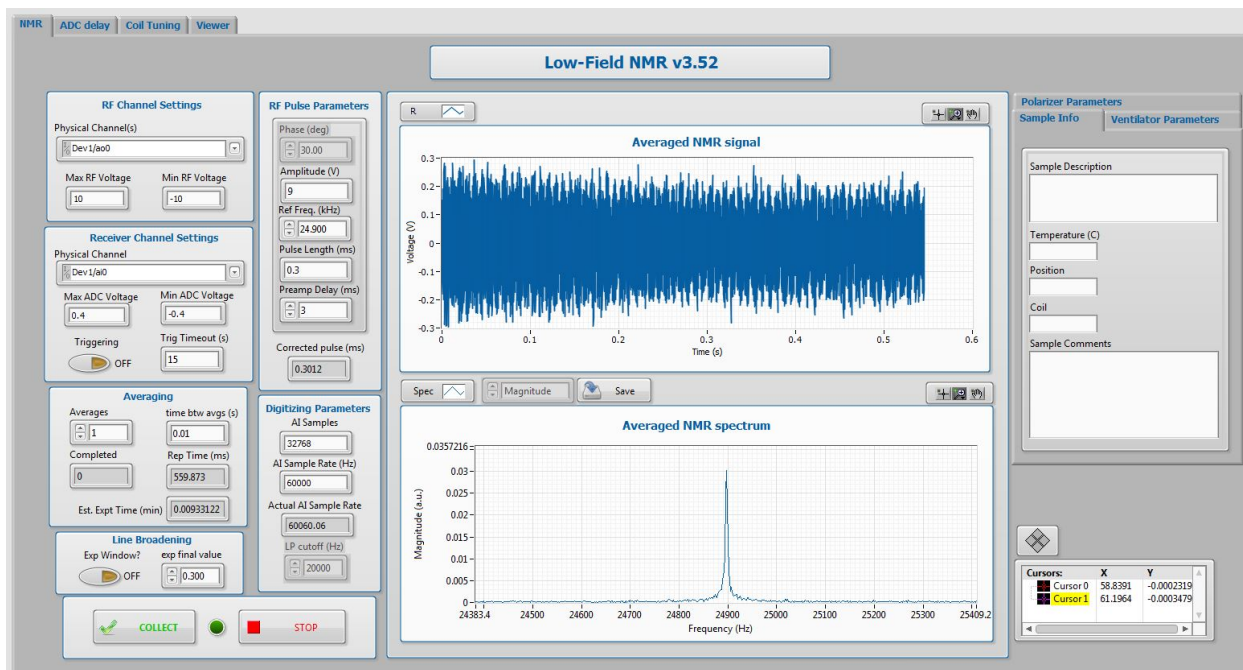 NMR
ADC delay
Coil Tuning
Viewer
Low-Field NMR v3.52
RF Channel Settings
Physical Channel(s)
Dev1/ao0
Max RF Voltage
Min RF Voltage
10
-10
Receiver Channel Settings
Physical Channel
Dev1/ai0
Max ADC Voltage
Min ADC Voltage
0.4
-0.4
Triggering
Trig Timeout (s)
OFF
15
Averaging
Averages
time btw avgs (s)
1
0.01
Completed
Rep Time (ms)
0
559.873
Est. Expt Time (min)
0.00933122
Line Broadening
Exp Window?
exp final value
OFF
0.300
COLLECT
STOP
RF Pulse Parameters
Phase (deg)
30.00
Amplitude (V)
9
Ref Freq. (kHz)
24.900
Pulse Length (ms)
0.3
Preamp Delay (ms)
3
Corrected pulse (ms)
0.3012
Digitizing Parameters
AI Samples
32768
AI Sample Rate (Hz)
60000
Actual AI Sample Rate
60060.06
LP cutoff (Hz)
20000
R
Averaged NMR signal
Voltage (V)
0.3
0.2
0.1
0
-0.1
-0.2
-0.3
0 0.1 0.2 0.3 0.4 0.5 0.6
Time (s)
Spec
Magnitude
Save
Averaged NMR spectrum
Magnitude (a.u.)
0.0357216
0.03
0.025
0.02
0.015
0.01
0.005
0
24383.4 24500 24600 24700 24800 24900 25000 25100 25200 25300 25409.2
Frequency (Hz)
Polarizer Parameters
Sample Info
Ventilator Parameters
Sample Description
Temperature (C)
Position
Coil
Sample Comments
Cursors: X Y
Cursor 0 58.8391 -0.0002319
Cursor 1 61.1964 -0.0003479